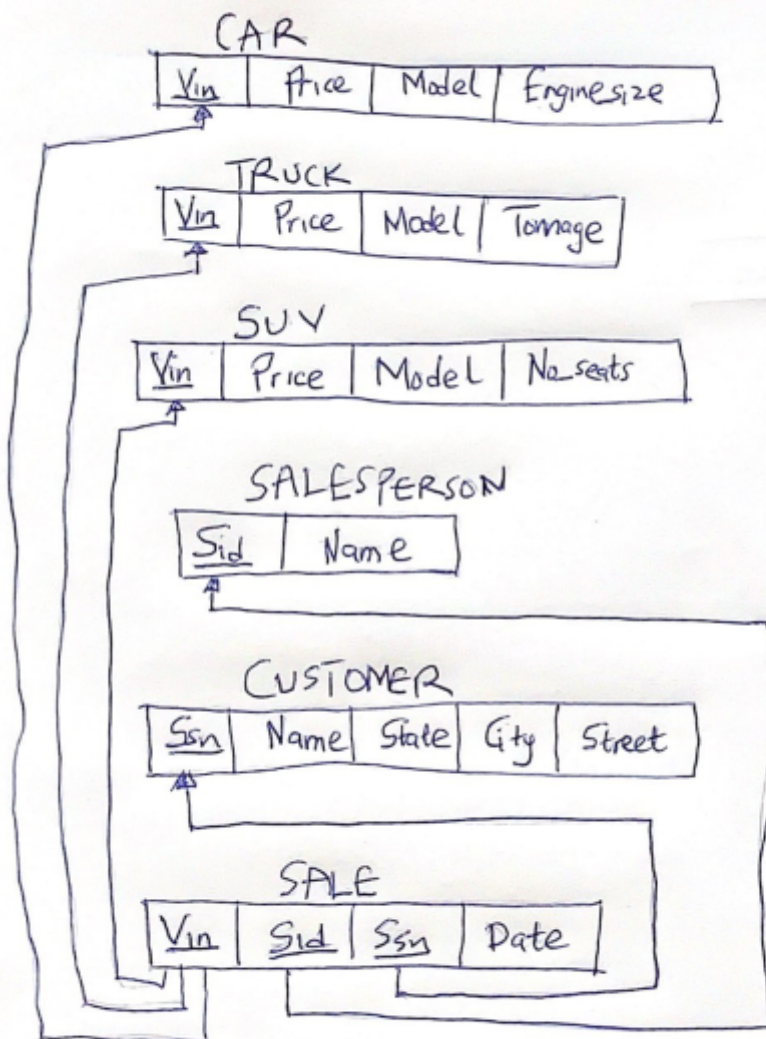 CAR
Vin Price Model Enginesize
TRUCK
Vin Price Model Tonnage
SUV
Vin Price Model No_seats
SALESPERSON
Sid Name
CUSTOMER
Ssn Name State City Street
SALE
Vin Sid Ssn Date